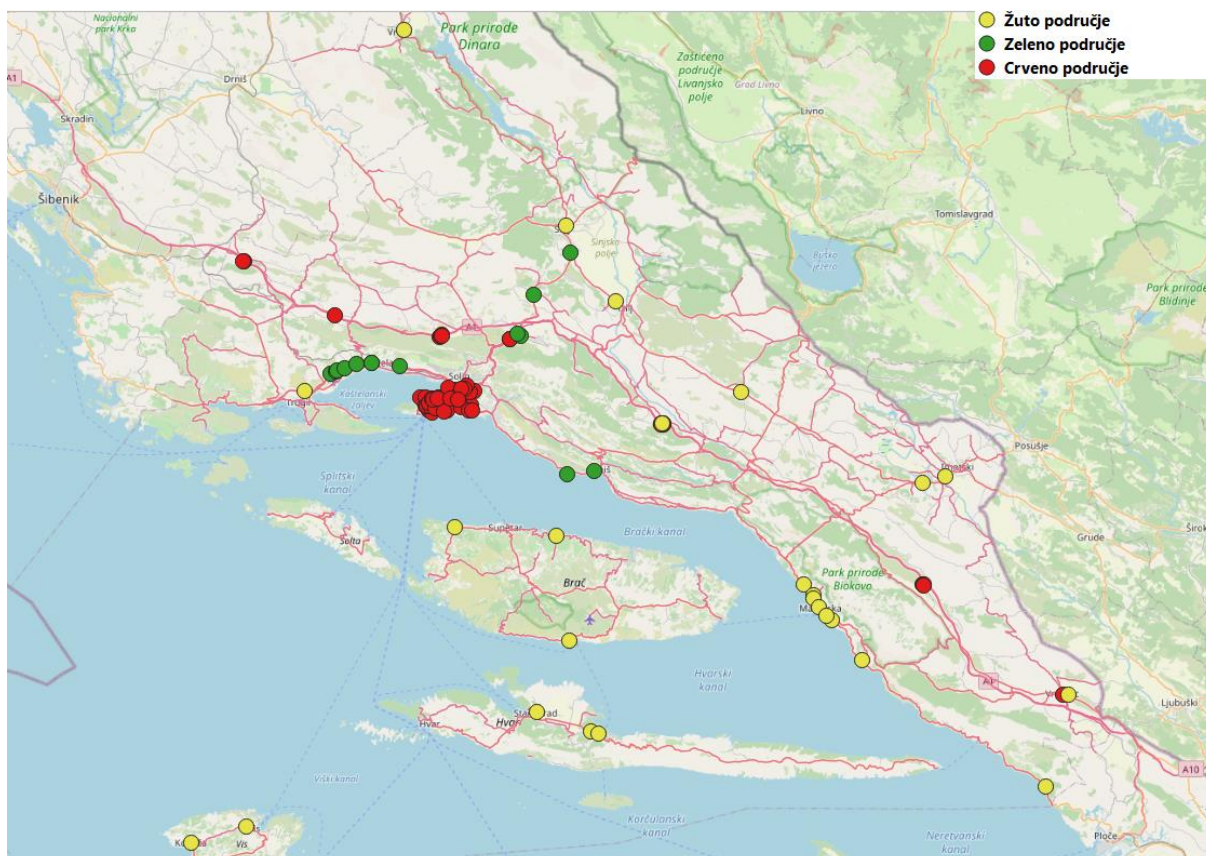 Žuto područje
Zeleno područje
Crveno područje
Nacionalni
park Krka
Park prirode
Dinara
Zaštićeno
područje
Livanjsko
polje
Grad Livno
Livno
A1
Drniš
Skradin
Šibenik
Tomislavgrad
Buško
jezero
Sinjsko
polje
Park prirode
Blidinje
A1
Solin
Kaštelanski
zaljev
Posušje
Splitski
kanal
Grude
Šolta
Supetar
Brački kanal
Brač
Park prirode
Biokovo
Hvarski
kanal
A1
Ljubuški
Hvar
Hvar
A10
Viški kanal
Korčulanski
kanal
Neretvanski
kanal
Ploče
Vis